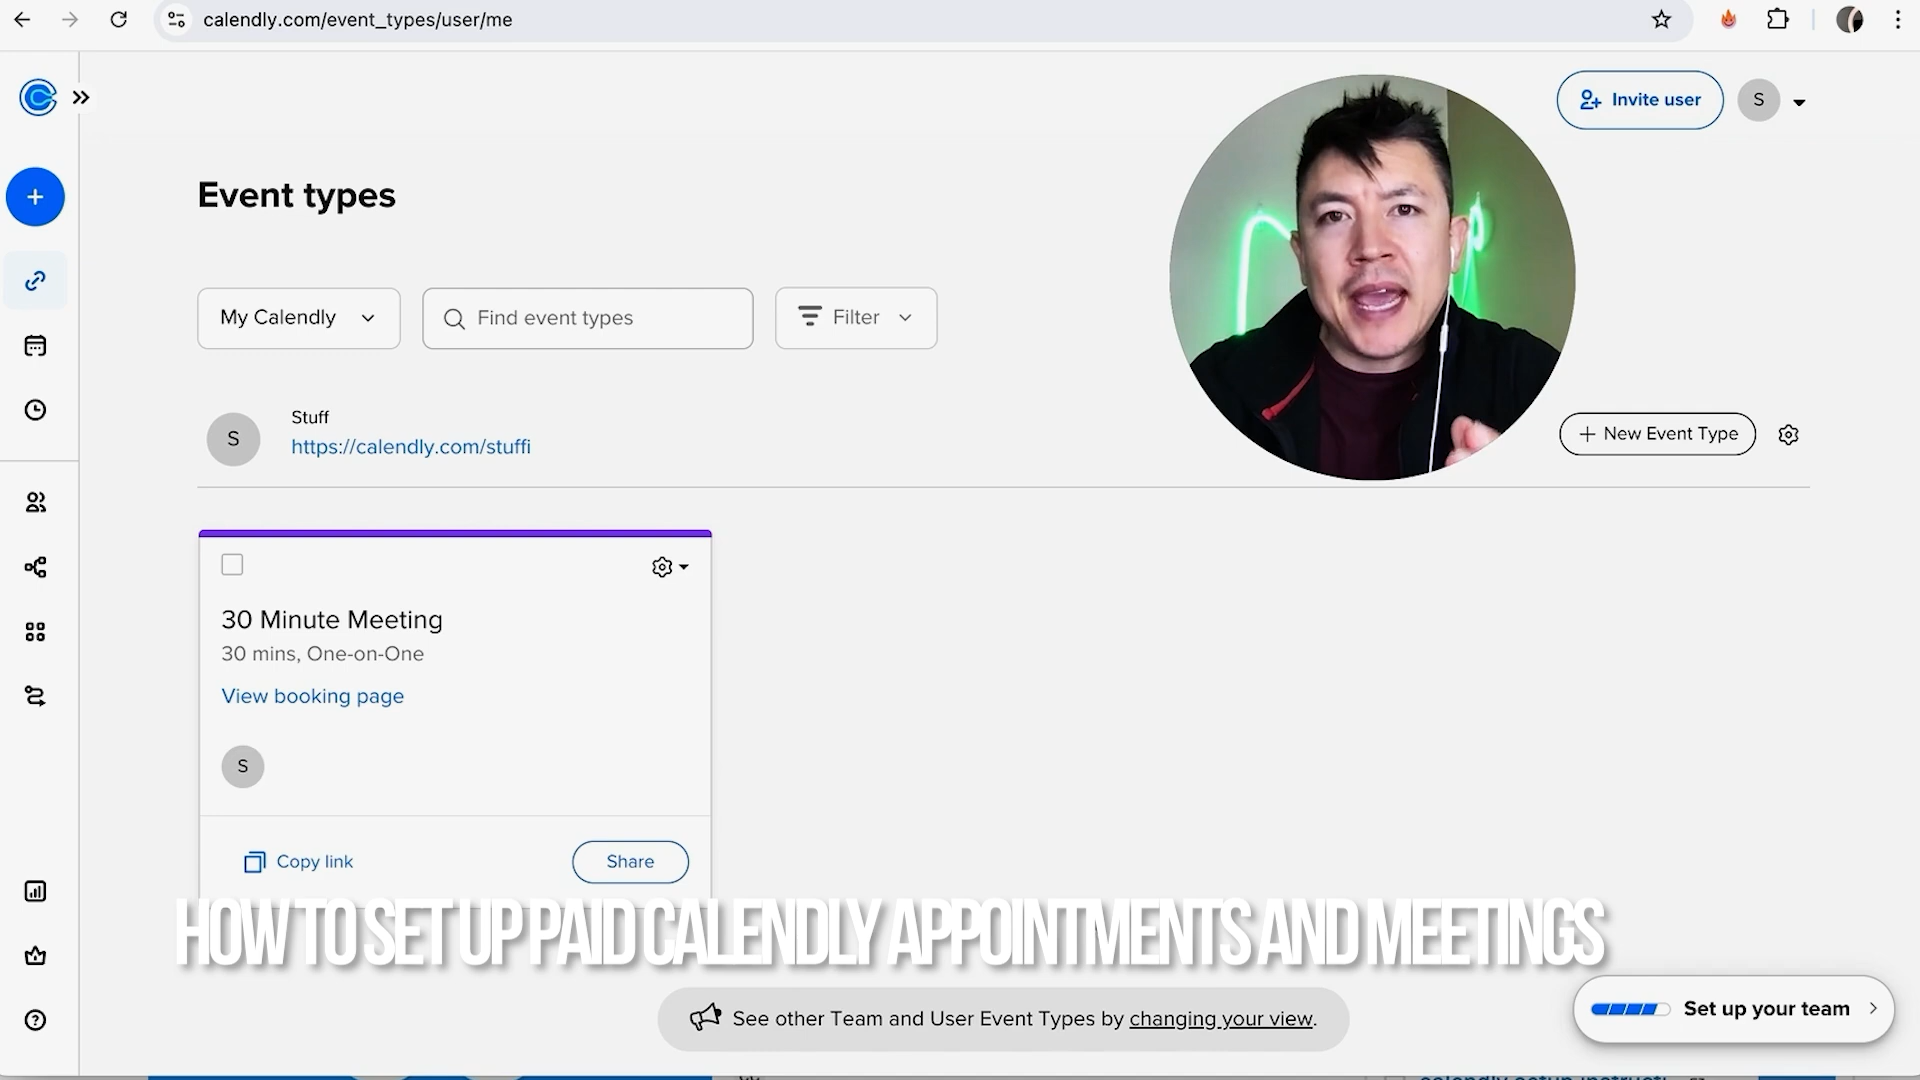 calendly.com/event_types/user/me
Invite user
S
Event types
My Calendly
Find event types
Filter
S
Stuff
https://calendly.com/stuffi
+ New Event Type
30 Minute Meeting
30 mins, One-on-One
View booking page
S
Copy link
Share
HOW TO SET UP PAID CALENDLY APPOINTMENTS AND MEETINGS
See other Team and User Event Types by changing your view.
Set up your team